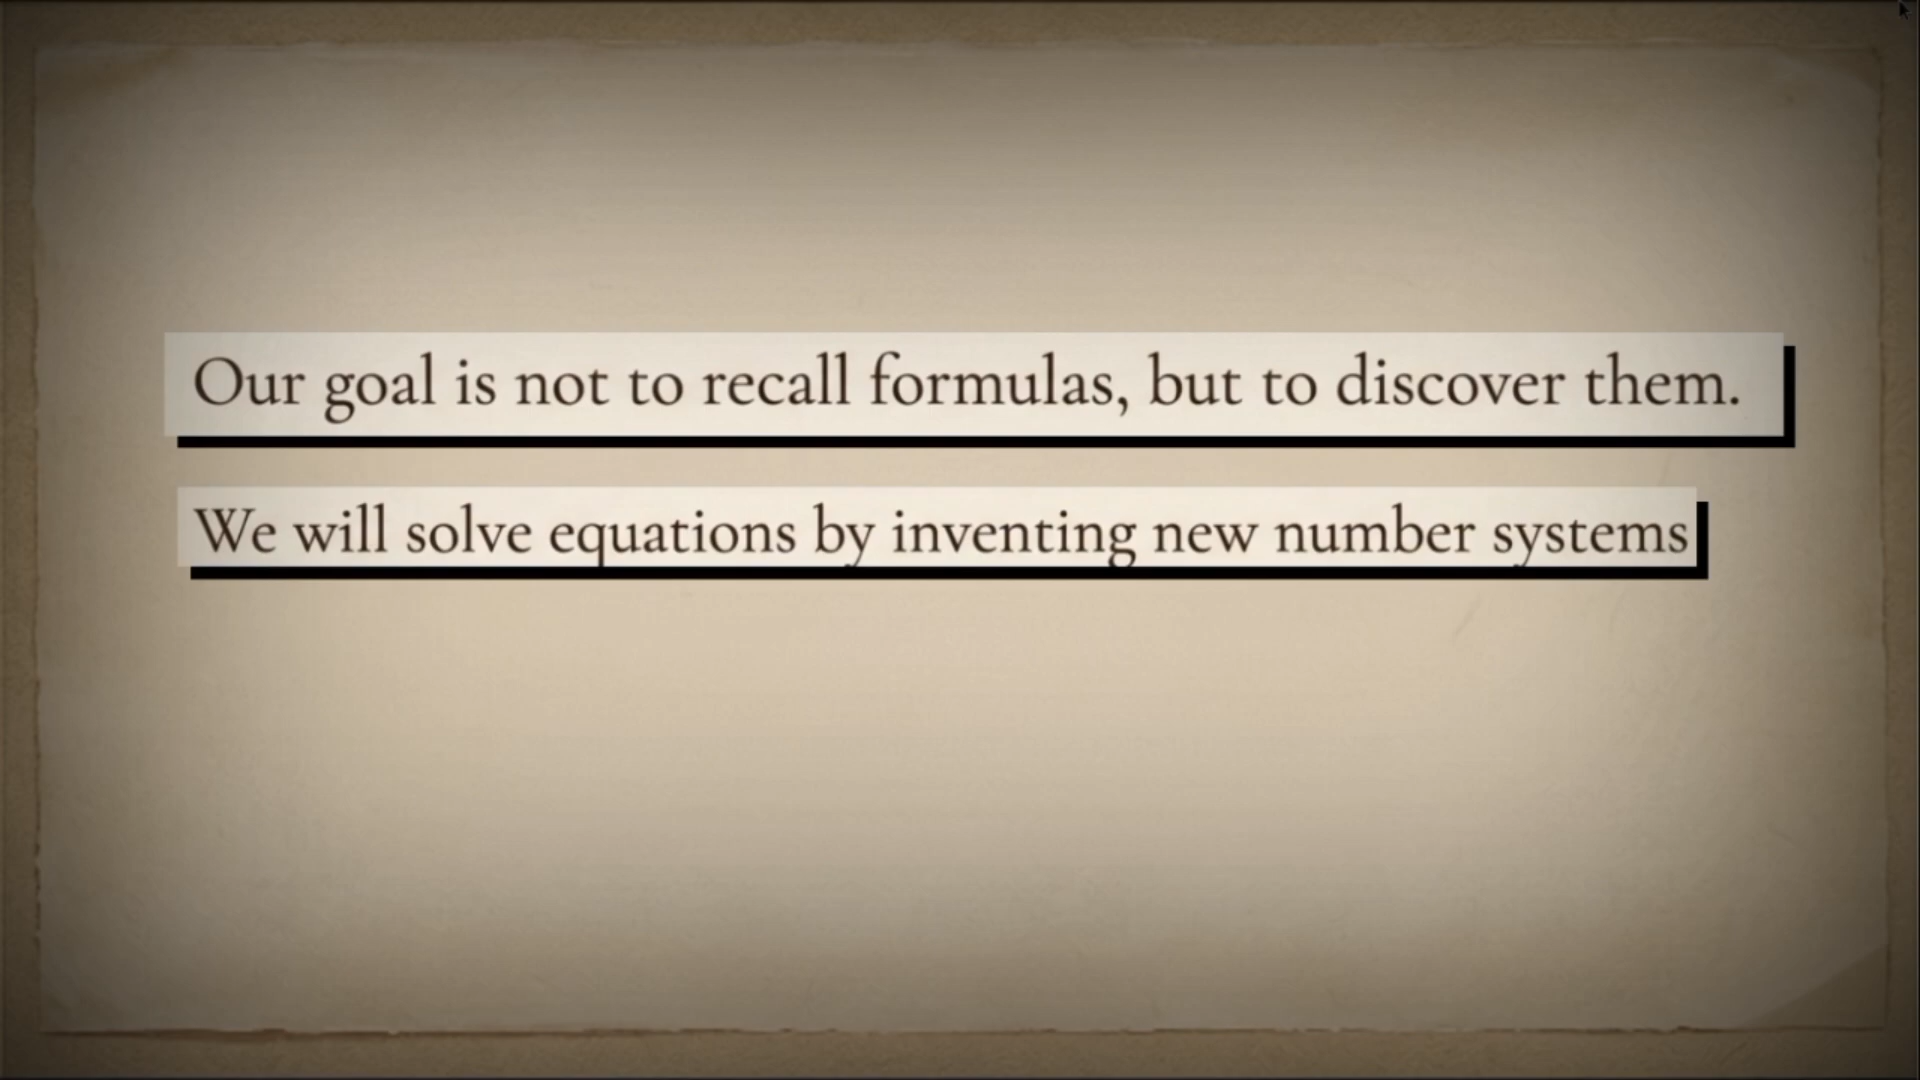 Our goal is not to recall formulas, but to discover them.
We will solve equations by inventing new number systems